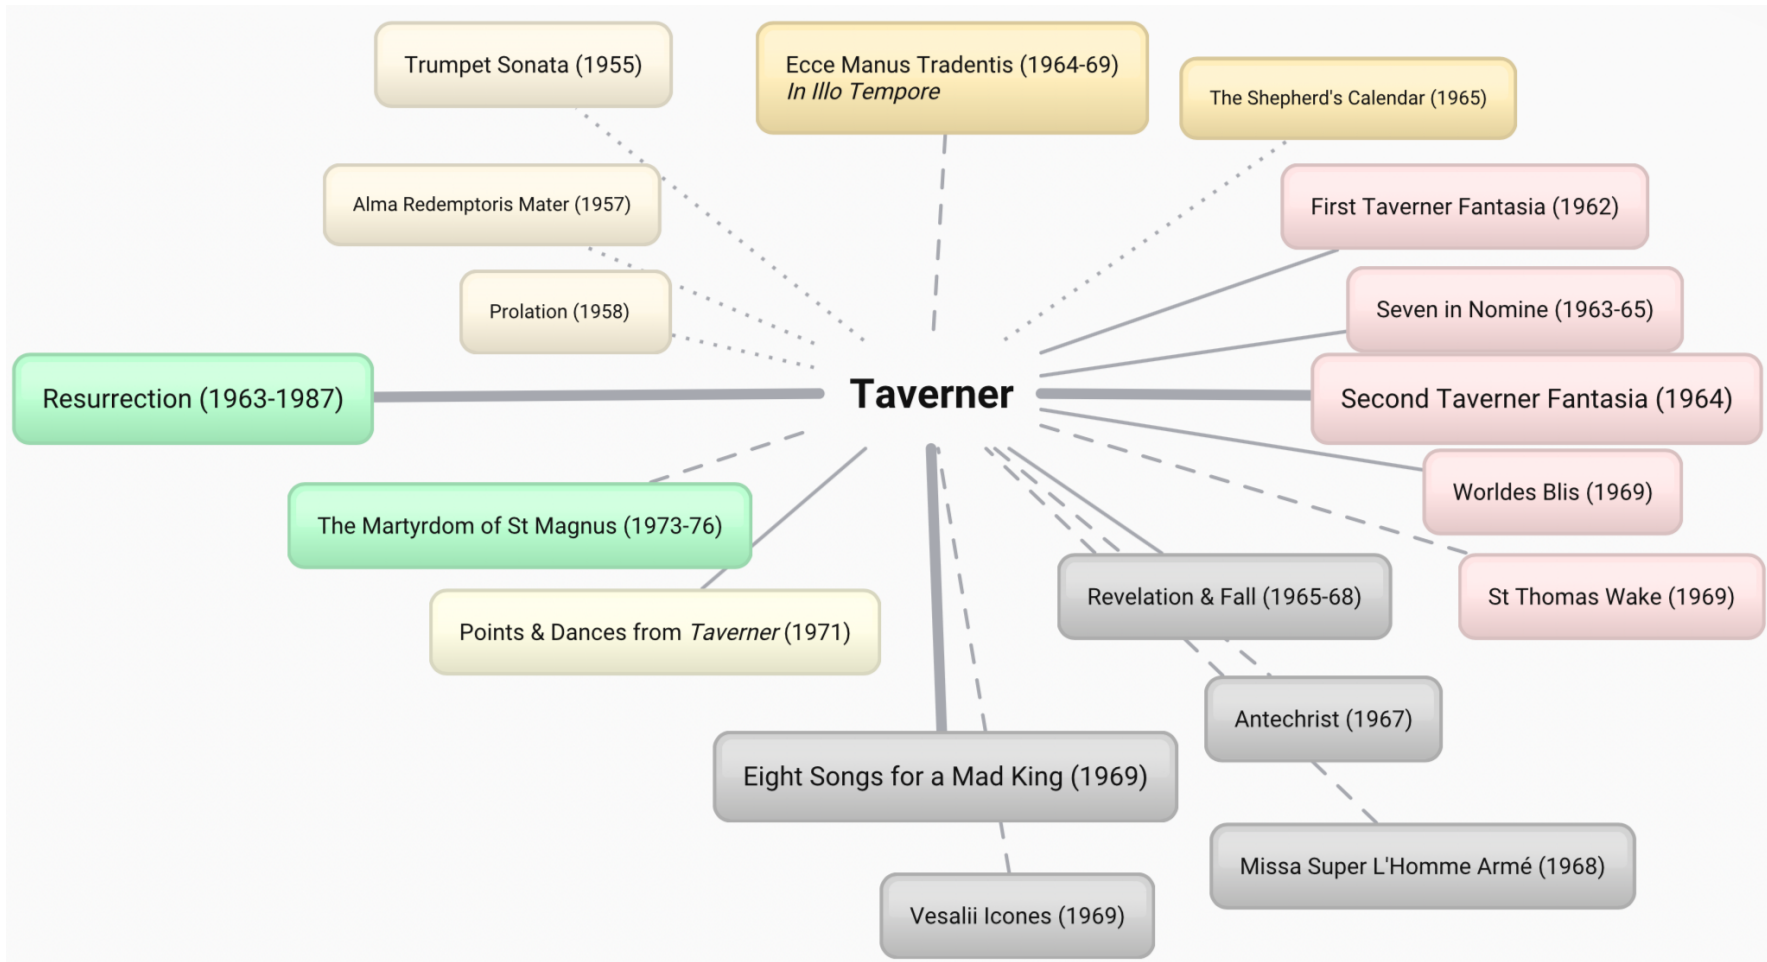 Trumpet Sonata (1955)
Ecce Manus Tradentis (1964-69)
In Illo Tempore
The Shepherd's Calendar (1965)
Alma Redemptoris Mater (1957)
First Taverner Fantasia (1962)
Prolation (1958)
Seven in Nomine (1963-65)
Resurrection (1963-1987)
Taverner
Second Taverner Fantasia (1964)
Worldes Blis (1969)
The Martyrdom of St Magnus (1973-76)
Revelation & Fall (1965-68)
St Thomas Wake (1969)
Points & Dances from Taverner (1971)
Antechrist (1967)
Eight Songs for a Mad King (1969)
Missa Super L'Homme Armé (1968)
Vesalii Icones (1969)